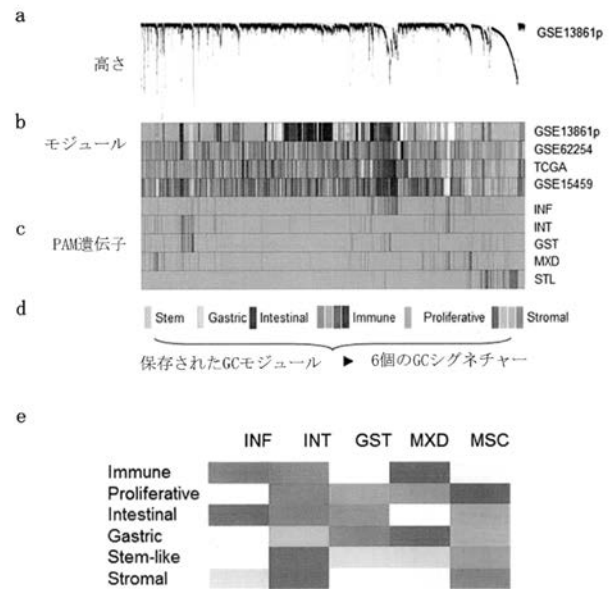 a
高さ
GSE13861p
b
モジュール
GSE13861p
GSE62254
TCGA
GSE15459
c
PAM遺伝子
INF
INT
GST
MXD
STL
d
Stem Gastric Intestinal Immune Proliferative Stromal
保存されたGCモジュール ▶ 6個のGCシグネチャー
e
INF INT GST MXD MSC
Immune
Proliferative
Intestinal
Gastric
Stem-like
Stromal